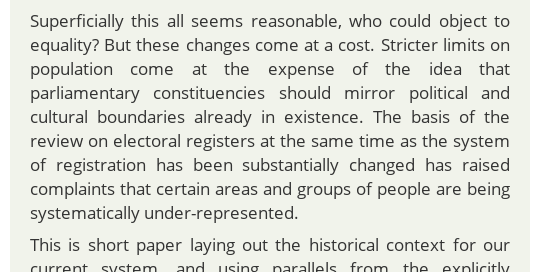 Superficially this all seems reasonable, who could object to
equality? But these changes come at a cost. Stricter limits on
population come at the expense of the idea that
parliamentary constituencies should mirror political and
cultural boundaries already in existence. The basis of the
review on electoral registers at the same time as the system
of registration has been substantially changed has raised
complaints that certain areas and groups of people are being
systematically under-represented.
This is short paper laying out the historical context for our
current system, and using parallels from the explicitly